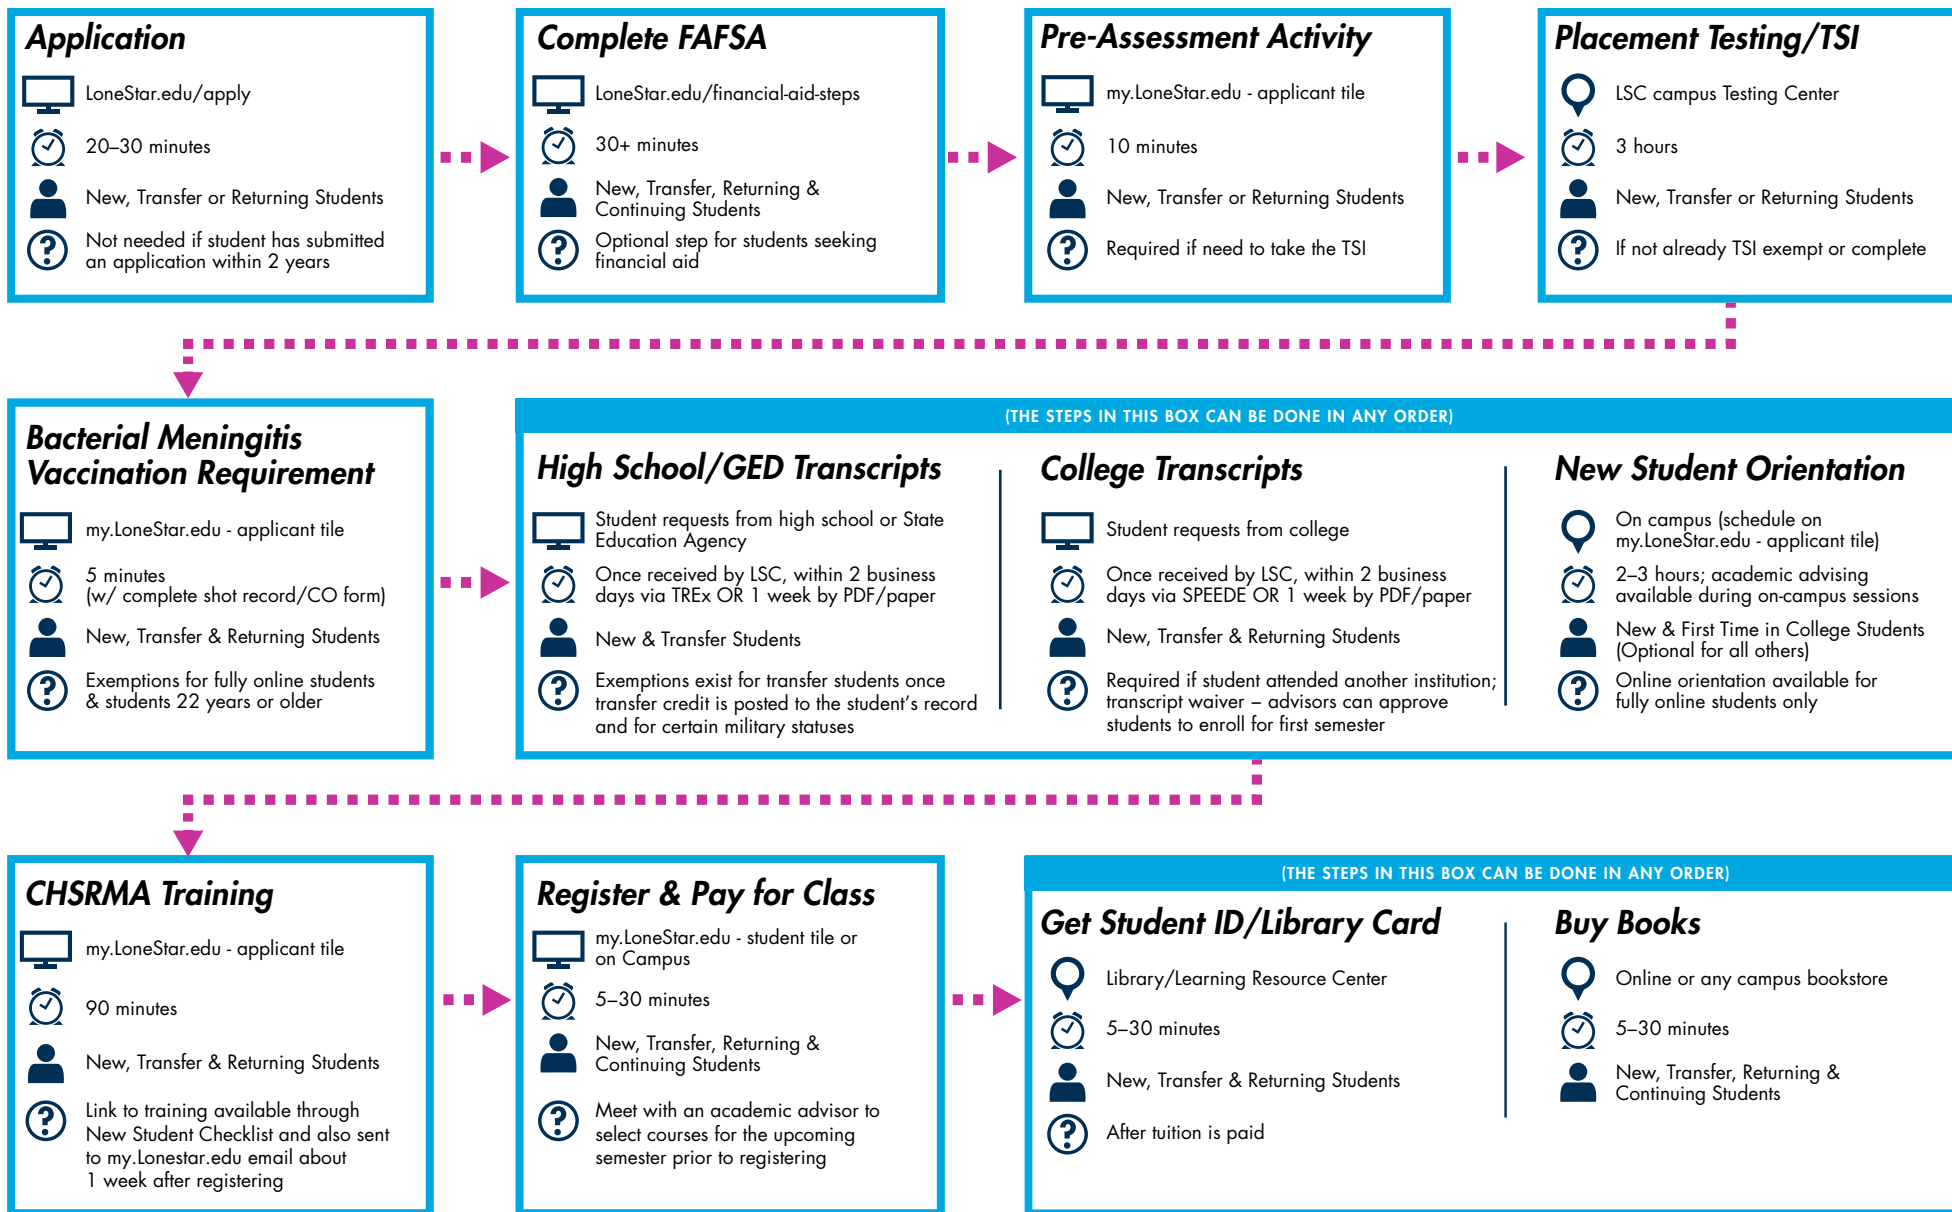 Application
LoneStar.edu/apply
20–30 minutes
New, Transfer or Returning Students
Not needed if student has submitted
an application within 2 years
Complete FAFSA
LoneStar.edu/financial-aid-steps
30+ minutes
New, Transfer, Returning &
Continuing Students
Optional step for students seeking
financial aid
Pre-Assessment Activity
my.LoneStar.edu - applicant tile
10 minutes
New, Transfer or Returning Students
Required if need to take the TSI
Placement Testing/TSI
LSC campus Testing Center
3 hours
New, Transfer or Returning Students
If not already TSI exempt or complete
Bacterial Meningitis
Vaccination Requirement
my.LoneStar.edu - applicant tile
5 minutes
(w/ complete shot record/CO form)
New, Transfer & Returning Students
Exemptions for fully online students
& students 22 years or older
(THE STEPS IN THIS BOX CAN BE DONE IN ANY ORDER)
High School/GED Transcripts
Student requests from high school or State
Education Agency
Once received by LSC, within 2 business
days via TREx OR 1 week by PDF/paper
New & Transfer Students
Exemptions exist for transfer students once
transfer credit is posted to the student's record
and for certain military statuses
College Transcripts
Student requests from college
Once received by LSC, within 2 business
days via SPEEDE OR 1 week by PDF/paper
New, Transfer & Returning Students
Required if student attended another institution;
transcript waiver – advisors can approve
students to enroll for first semester
New Student Orientation
On campus (schedule on
my.LoneStar.edu - applicant tile)
2–3 hours; academic advising
available during on-campus sessions
New & First Time in College Students
(Optional for all others)
Online orientation available for
fully online students only
CHSRMA Training
my.LoneStar.edu - applicant tile
90 minutes
New, Transfer & Returning Students
Link to training available through
New Student Checklist and also sent
to my.Lonestar.edu email about
1 week after registering
Register & Pay for Class
my.LoneStar.edu - student tile or
on Campus
5–30 minutes
New, Transfer, Returning &
Continuing Students
Meet with an academic advisor to
select courses for the upcoming
semester prior to registering
(THE STEPS IN THIS BOX CAN BE DONE IN ANY ORDER)
Get Student ID/Library Card
Library/Learning Resource Center
5–30 minutes
New, Transfer & Returning Students
After tuition is paid
Buy Books
Online or any campus bookstore
5–30 minutes
New, Transfer, Returning &
Continuing Students